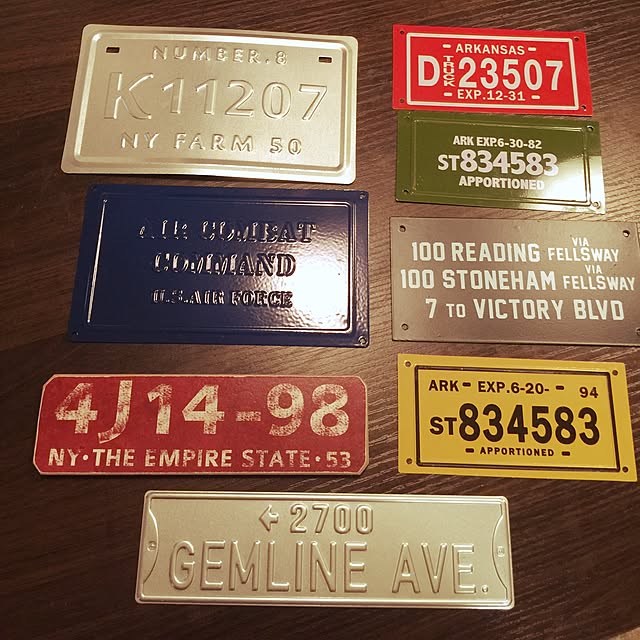 NUMBER.8
K11207
NY FARM 50
ARKANSAS
D TRUCK 23507
EXP.12-31
ARK EXP.6-30-82
ST834583
APPORTIONED
AIR COMBAT
COMMAND
U.S.AIR FORCE
100 READING VIA FELLSWAY
100 STONEHAM VIA FELLSWAY
7 TO VICTORY BLVD
4J14-98
NY•THE EMPIRE STATE•53
ARK - EXP.6-20- 94
ST834583
APPORTIONED
← 2700
GEMLINE AVE.